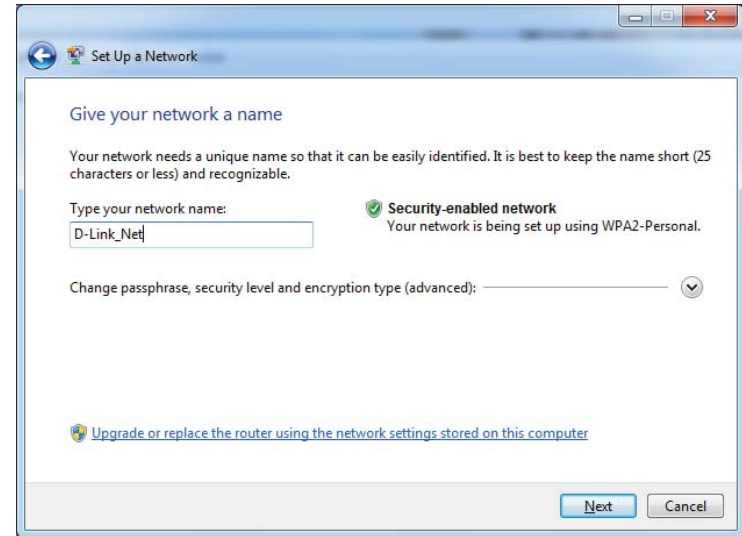 Set Up a Network
Give your network a name
Your network needs a unique name so that it can be easily identified. It is best to keep the name short (25
characters or less) and recognizable.
Type your network name:
D-Link_Net
Security-enabled network
Your network is being set up using WPA2-Personal.
Change passphrase, security level and encryption type (advanced):
Upgrade or replace the router using the network settings stored on this computer
Next
Cancel